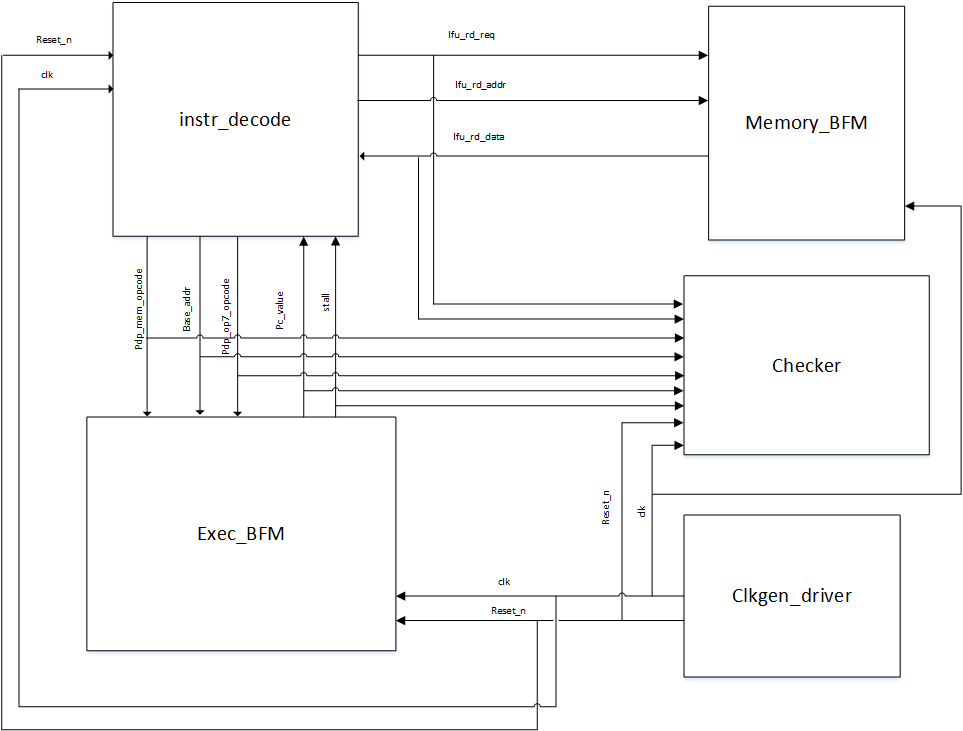 Reset_n
clk
instr_decode
Ifu_rd_req
Ifu_rd_addr
Ifu_rd_data
Memory_BFM
Pdp_mem_opcode
Base_addr
Pdp_op7_opcode
Pc_value
stall
Checker
Exec_BFM
Reset_n
clk
clk
Reset_n
Clkgen_driver